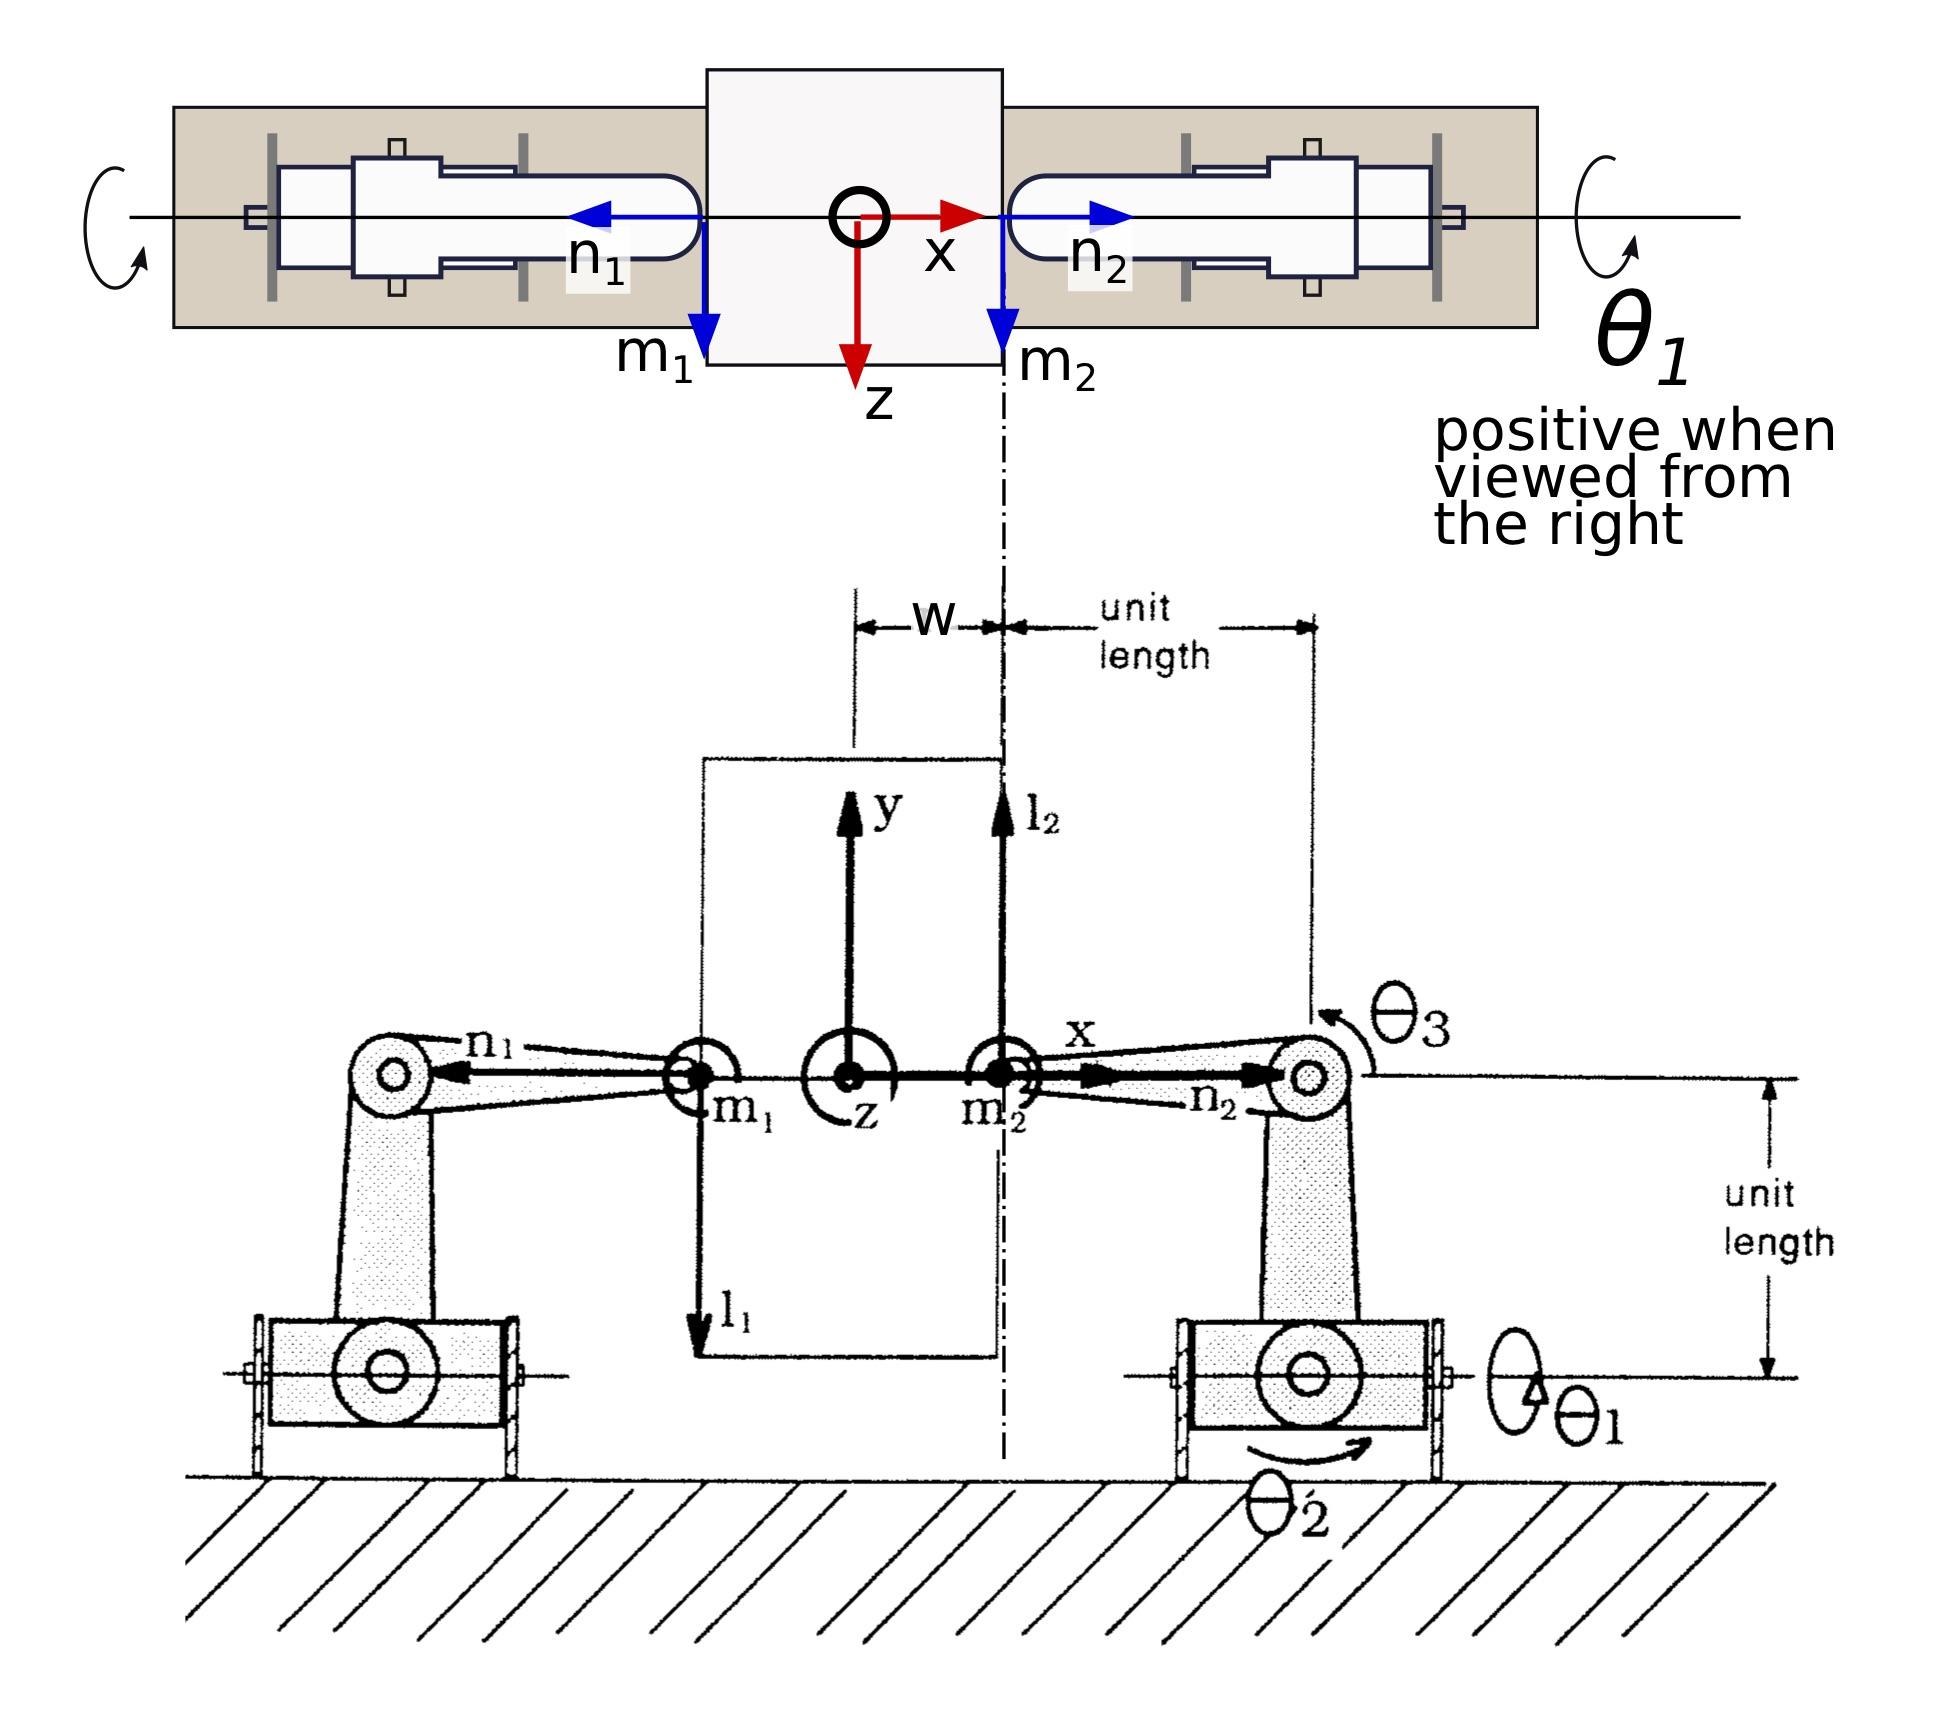 n1
x
n2
m1
m2
z
θ1
positive when
viewed from
the right
w
unit
length
y
l2
θ3
n1
x
m1
z
m2
n2
unit
length
l1
θ1
θ2